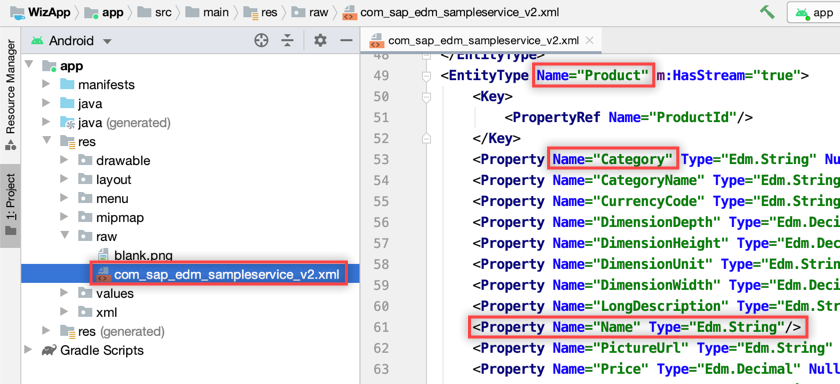 WizApp app src main res raw com_sap_edm_sampleservice_v2.xml app
Android
com_sap_edm_sampleservice_v2.xml
Resource Manager
1: Project
app
manifests
java
java (generated)
res
drawable
layout
menu
mipmap
raw
blank.png
com_sap_edm_sampleservice_v2.xml
values
xml
res (generated)
Gradle Scripts
48 </EntityType>
49 <EntityType Name="Product" m:HasStream="true">
50 <Key>
51 <PropertyRef Name="ProductId"/>
52 </Key>
53 <Property Name="Category" Type="Edm.String" Nu
54 <Property Name="CategoryName" Type="Edm.String
55 <Property Name="CurrencyCode" Type="Edm.String
56 <Property Name="DimensionDepth" Type="Edm.Deci
57 <Property Name="DimensionHeight" Type="Edm.Dec
58 <Property Name="DimensionUnit" Type="Edm.Strin
59 <Property Name="DimensionWidth" Type="Edm.Deci
60 <Property Name="LongDescription" Type="Edm.Str
61 <Property Name="Name" Type="Edm.String"/>
62 <Property Name="PictureUrl" Type="Edm.String"
63 <Property Name="Price" Type="Edm.Decimal" Null